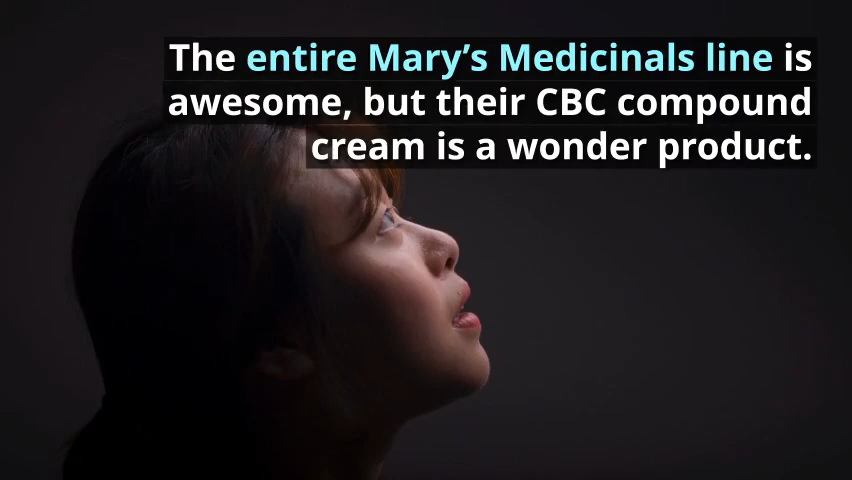 The entire Mary’s Medicinals line is
awesome, but their CBC compound
cream is a wonder product.